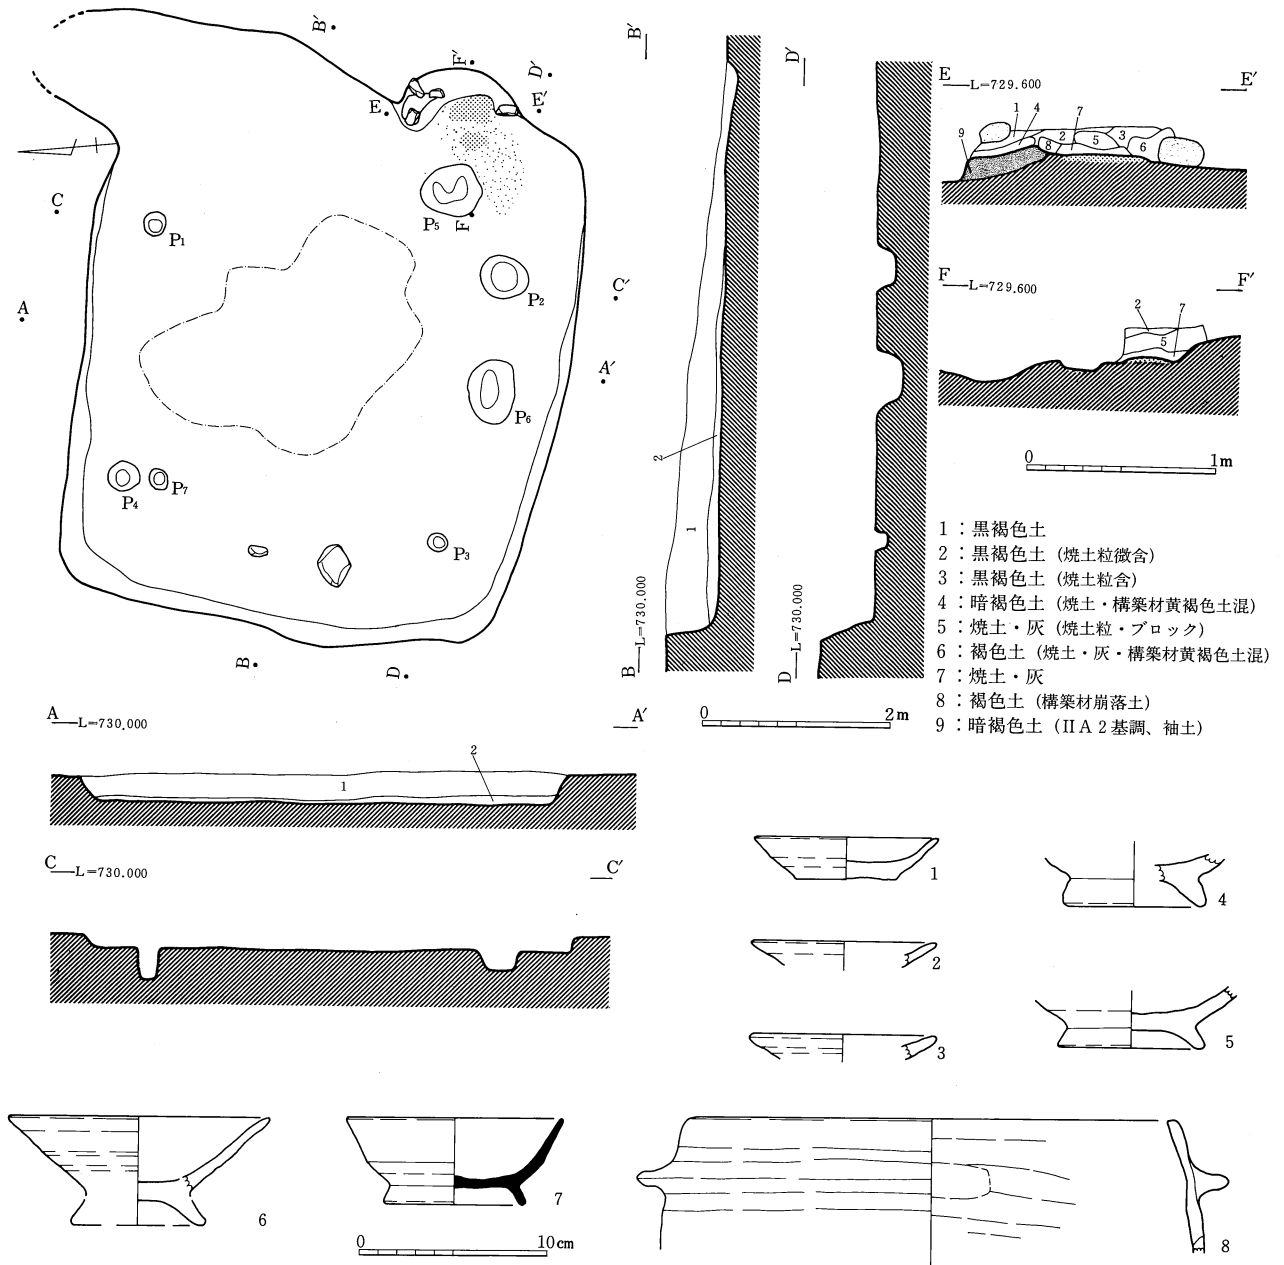 B′
F′
D′
E
E′
C
P₁
P₅
F
P₂
C′
A
A′
P₆
P₄
P₇
P₃
B
D
B′
2
1
B
L=730.000
D′
D
L=730.000
0
2m
E
L=729.600
E′
1
4
7
9
2
3
8
5
6
F
L=729.600
F′
2
7
5
0
1m
1：黒褐色土
2：黒褐色土（焼土粒微含）
3：黒褐色土（焼土粒含）
4：暗褐色土（焼土・構築材黄褐色土混）
5：焼土・灰（焼土粒・ブロック）
6：褐色土（焼土・灰・構築材黄褐色土混）
7：焼土・灰
8：褐色土（構築材崩落土）
9：暗褐色土（ⅡA2基調、袖土）
A
L=730.000
A′
2
1
C
L=730.000
C′
1
4
2
3
5
6
7
8
0
10cm